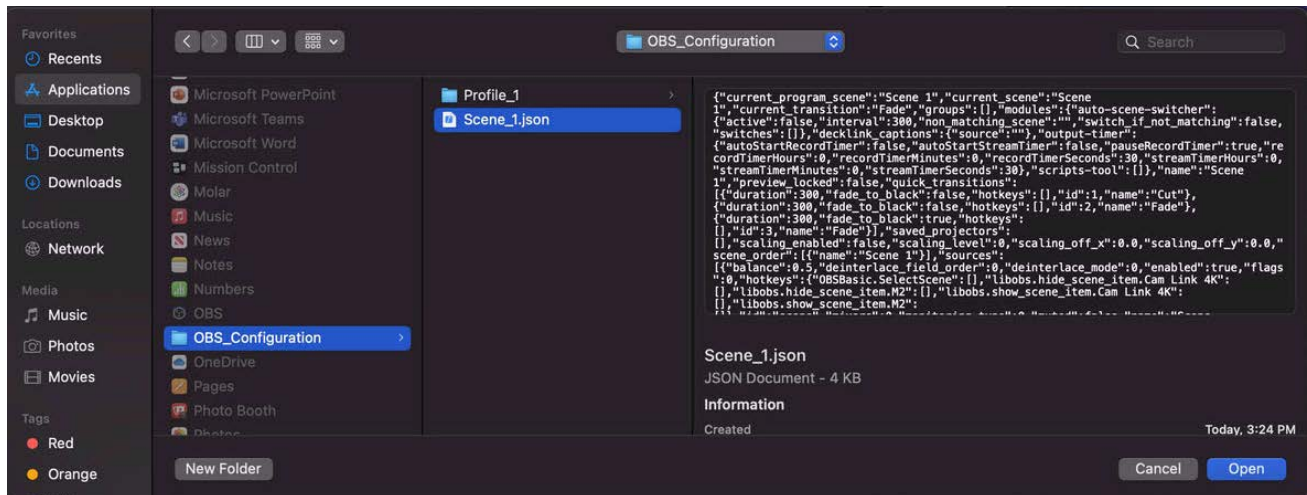 Favorites
Recents
Applications
Desktop
Documents
Downloads
Locations
Network
Media
Music
Photos
Movies
Tags
Red
Orange
OBS_Configuration
Search
Microsoft PowerPoint
Microsoft Teams
Microsoft Word
Mission Control
Molar
Music
News
Notes
Numbers
OBS
OBS_Configuration
OneDrive
Pages
Photo Booth
Photos
Profile_1
Scene_1.json
{"current_program_scene":"Scene 1","current_scene":"Scene
1","current_transition":"Fade","groups":[],"modules":{"auto-scene-switcher":
{"active":false,"interval":300,"non_matching_scene":"","switch_if_not_matching":false,
"switches":[]},"decklink_captions":{"source":""},"output-timer":
{"autoStartRecordTimer":false,"autoStartStreamTimer":false,"pauseRecordTimer":true,"re
cordTimerHours":0,"recordTimerMinutes":0,"recordTimerSeconds":30,"streamTimerHours":0,
"streamTimerMinutes":0,"streamTimerSeconds":30},"scripts-tool":[]},"name":"Scene
1","preview_locked":false,"quick_transitions":
[{"duration":300,"fade_to_black":false,"hotkeys":[],"id":1,"name":"Cut"},
{"duration":300,"fade_to_black":false,"hotkeys":[],"id":2,"name":"Fade"},
{"duration":300,"fade_to_black":true,"hotkeys":
[],"id":3,"name":"Fade"}],"saved_projectors":
[],"scaling_enabled":false,"scaling_level":0,"scaling_off_x":0.0,"scaling_off_y":0.0,"
scene_order":[{"name":"Scene 1"}],"sources":
[{"balance":0.5,"deinterlace_field_order":0,"deinterlace_mode":0,"enabled":true,"flags
":0,"hotkeys":{"OBSBasic.SelectScene":[],"libobs.hide_scene_item.Cam Link 4K":
[],"libobs.hide_scene_item.M2":[],"libobs.show_scene_item.Cam Link 4K":
[],"libobs.show_scene_item.M2":
Scene_1.json
JSON Document - 4 KB
Information
Created Today, 3:24 PM
New Folder
Cancel
Open